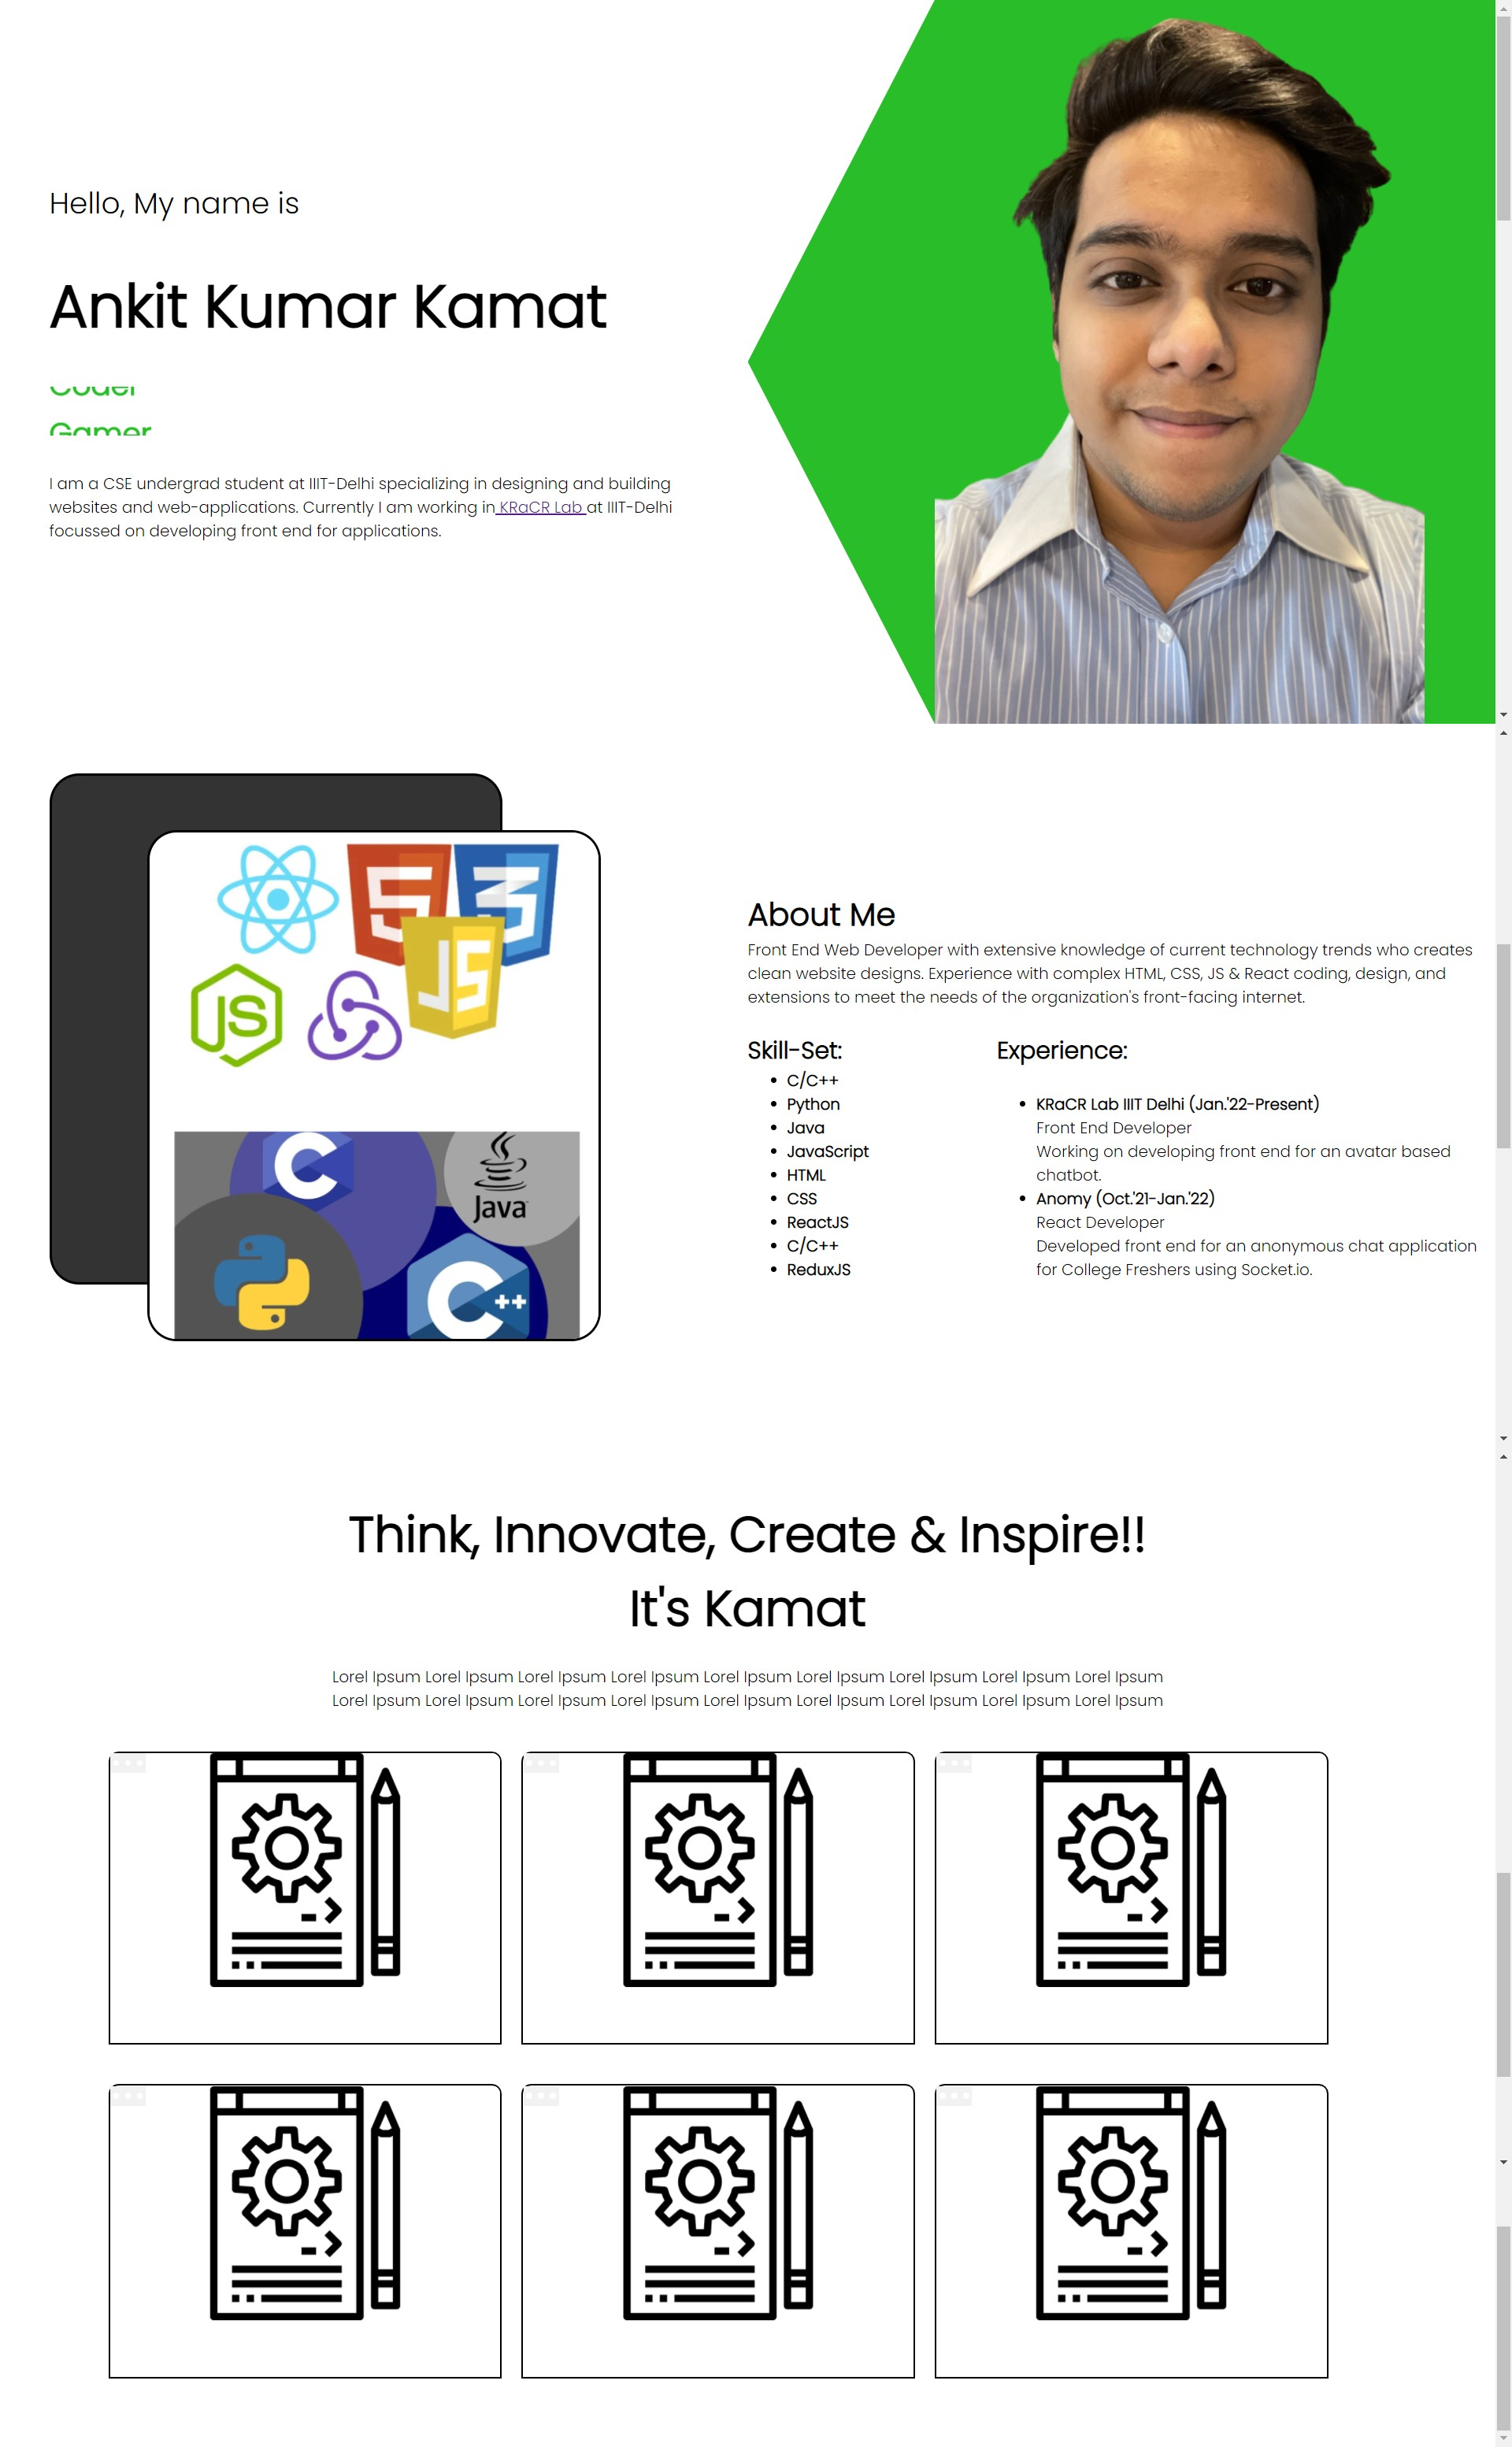 Hello, My name is
Ankit Kumar Kamat
Coder
Gamer
I am a CSE undergrad student at IIIT-Delhi specializing in designing and building
websites and web-applications. Currently I am working in KRaCR Lab at IIIT-Delhi
focussed on developing front end for applications.
5
3
JS
JS
C
Java
C++
About Me
Front End Web Developer with extensive knowledge of current technology trends who creates
clean website designs. Experience with complex HTML, CSS, JS & React coding, design, and
extensions to meet the needs of the organization's front-facing internet.
Skill-Set:
• C/C++
• Python
• Java
• JavaScript
• HTML
• CSS
• ReactJS
• C/C++
• ReduxJS
Experience:
• KRaCR Lab IIIT Delhi (Jan.'22-Present)
Front End Developer
Working on developing front end for an avatar based
chatbot.
• Anomy (Oct.'21-Jan.'22)
React Developer
Developed front end for an anonymous chat application
for College Freshers using Socket.io.
Think, Innovate, Create & Inspire!!
It's Kamat
Lorel Ipsum Lorel Ipsum Lorel Ipsum Lorel Ipsum Lorel Ipsum Lorel Ipsum Lorel Ipsum Lorel Ipsum Lorel Ipsum
Lorel Ipsum Lorel Ipsum Lorel Ipsum Lorel Ipsum Lorel Ipsum Lorel Ipsum Lorel Ipsum Lorel Ipsum Lorel Ipsum